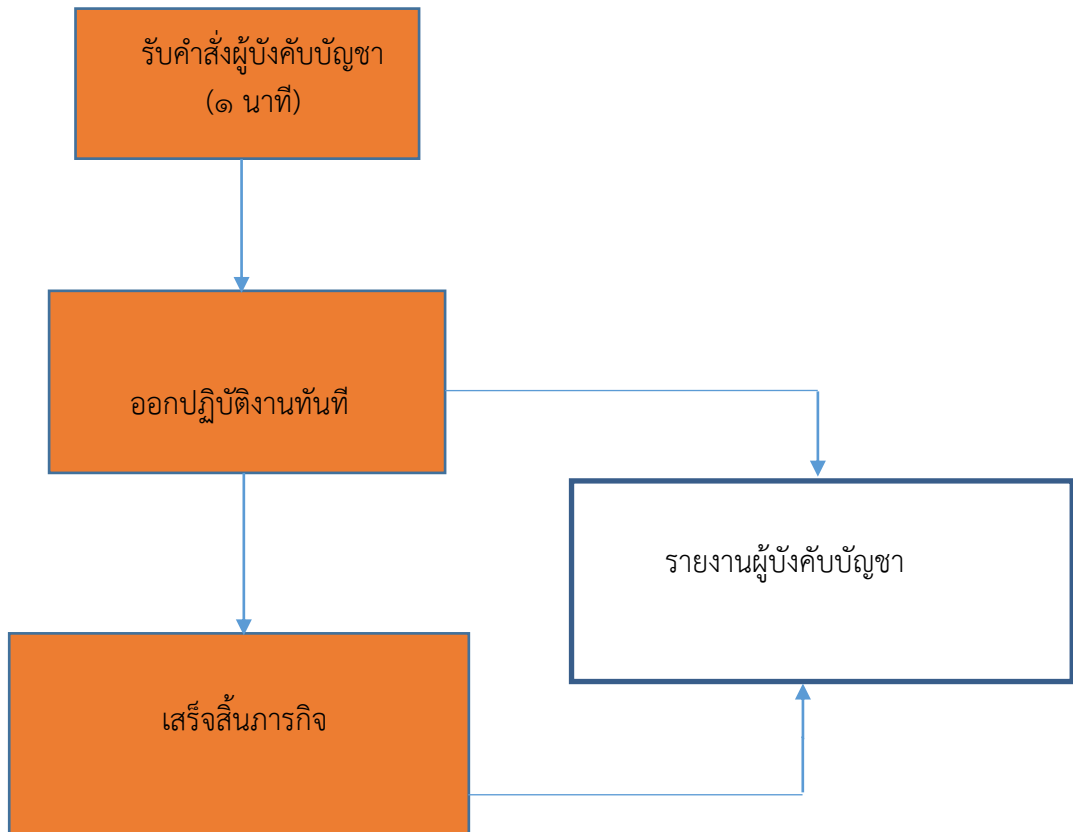 รับคำสั่งผู้บังคับบัญชา
(๑ นาที)
ออกปฏิบัติงานทันที
รายงานผู้บังคับบัญชา
เสร็จสิ้นภารกิจ